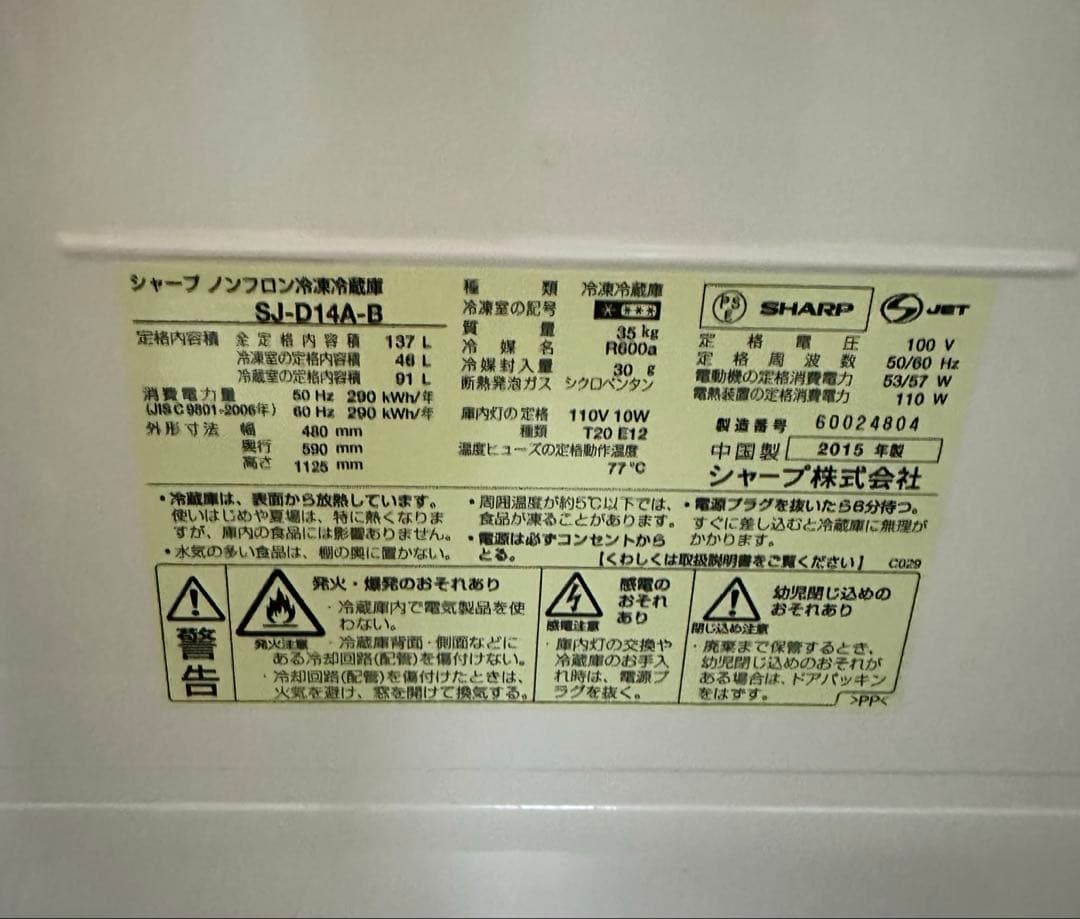 シャープ ノンフロン冷凍冷蔵庫
SJ-D14A-B
定格内容積 全定格内容積 137 L
冷凍室の定格内容積 46 L
冷蔵室の定格内容積 91 L
消費電力量 50 Hz 290 kWh/年
(JIS C 9801-2006年) 60 Hz 290 kWh/年
外形寸法 幅 480 mm
奥行 590 mm
高さ 1125 mm
種類 冷凍冷蔵庫
冷凍室の記号 ****
質量 35 kg
冷媒名 R600a
冷媒封入量 30 g
断熱発泡ガス シクロペンタン
庫内灯の定格 110V 10W
種類 T20 E12
温度ヒューズの定格動作温度
77℃
PSE SHARP JET
定格電圧 100 V
定格周波数 50/60 Hz
電動機の定格消費電力 53/57 W
電熱装置の定格消費電力 110 W
製造番号 60024804
中国製 2015 年製
シャープ株式会社
・冷蔵庫は、表面から放熱しています。
使いはじめや夏場は、特に熱くなりま
すが、庫内の食品には影響ありません。
・水気の多い食品は、棚の奥に置かない。
・周囲温度が約5℃以下では、
食品が凍ることがあります。
・電源は必ずコンセントから
とる。
・電源プラグを抜いたら6分待つ。
すぐに差し込むと冷蔵庫に無理が
かかります。
【くわしくは取扱説明書をご覧ください】 C029
警告
発火注意
発火・爆発のおそれあり
・冷蔵庫内で電気製品を使
わない。
・冷蔵庫背面・側面などに
ある冷却回路(配管)を傷付けない。
・冷却回路(配管)を傷付けたときは、
火気を避け、窓を開けて換気する。
感電注意
感電の
おそれ
あり
・庫内灯の交換や
冷蔵庫のお手入
れ時は、電源プ
ラグを抜く。
閉じ込め注意
幼児閉じ込めの
おそれあり
・廃棄まで保管するとき、
幼児閉じ込めのおそれが
ある場合は、ドアパッキン
をはずす。
>PP<